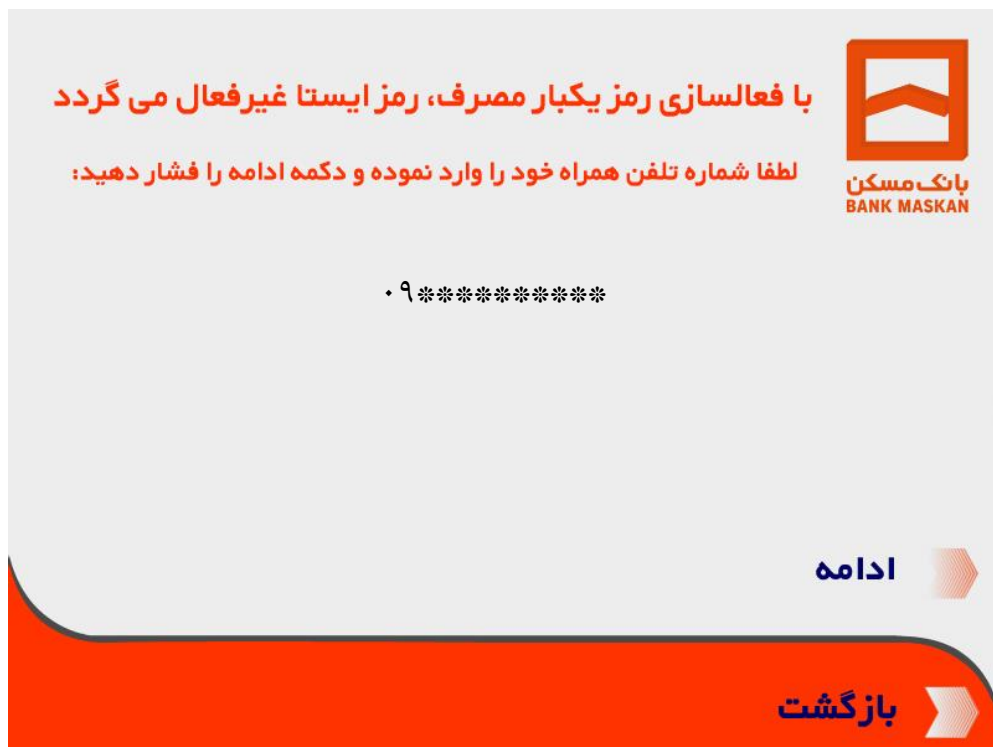 با فعالسازی رمز یکبار مصرف، رمز ایستا غیرفعال می گردد
لطفا شماره تلفن همراه خود را وارد نموده و دکمه ادامه را فشار دهید:
بانک مسکن
BANK MASKAN
۰۹**********
ادامه
بازگشت